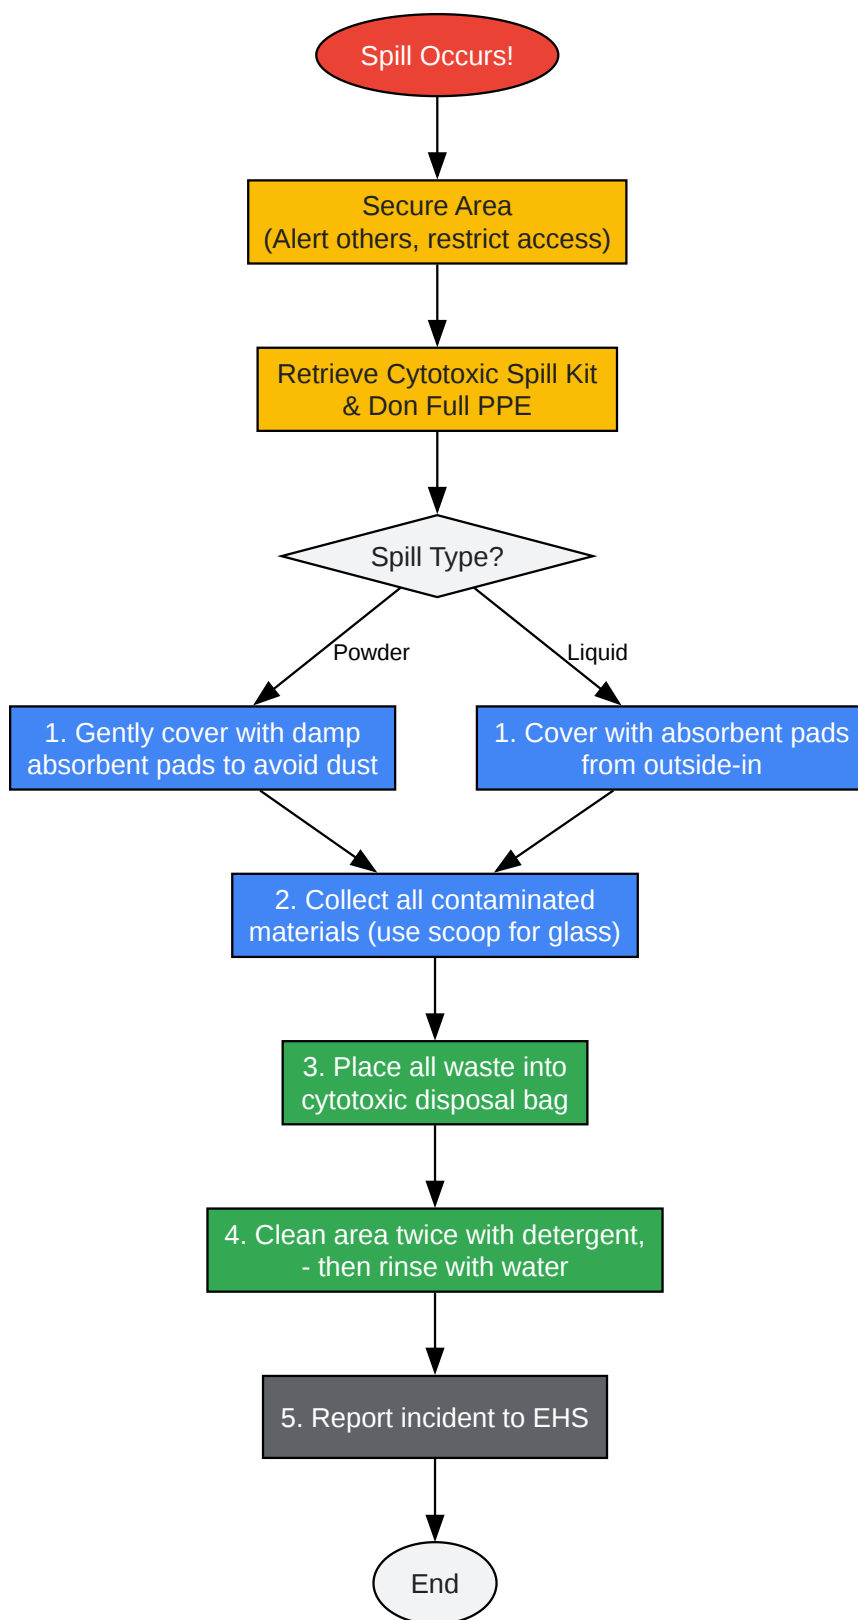 Spill Occurs!
Secure Area
(Alert others, restrict access)
Retrieve Cytotoxic Spill Kit
& Don Full PPE
Spill Type?
Powder
Liquid
1. Gently cover with damp
absorbent pads to avoid dust
1. Cover with absorbent pads
from outside-in
2. Collect all contaminated
materials (use scoop for glass)
3. Place all waste into
cytotoxic disposal bag
4. Clean area twice with detergent,
- then rinse with water
5. Report incident to EHS
End